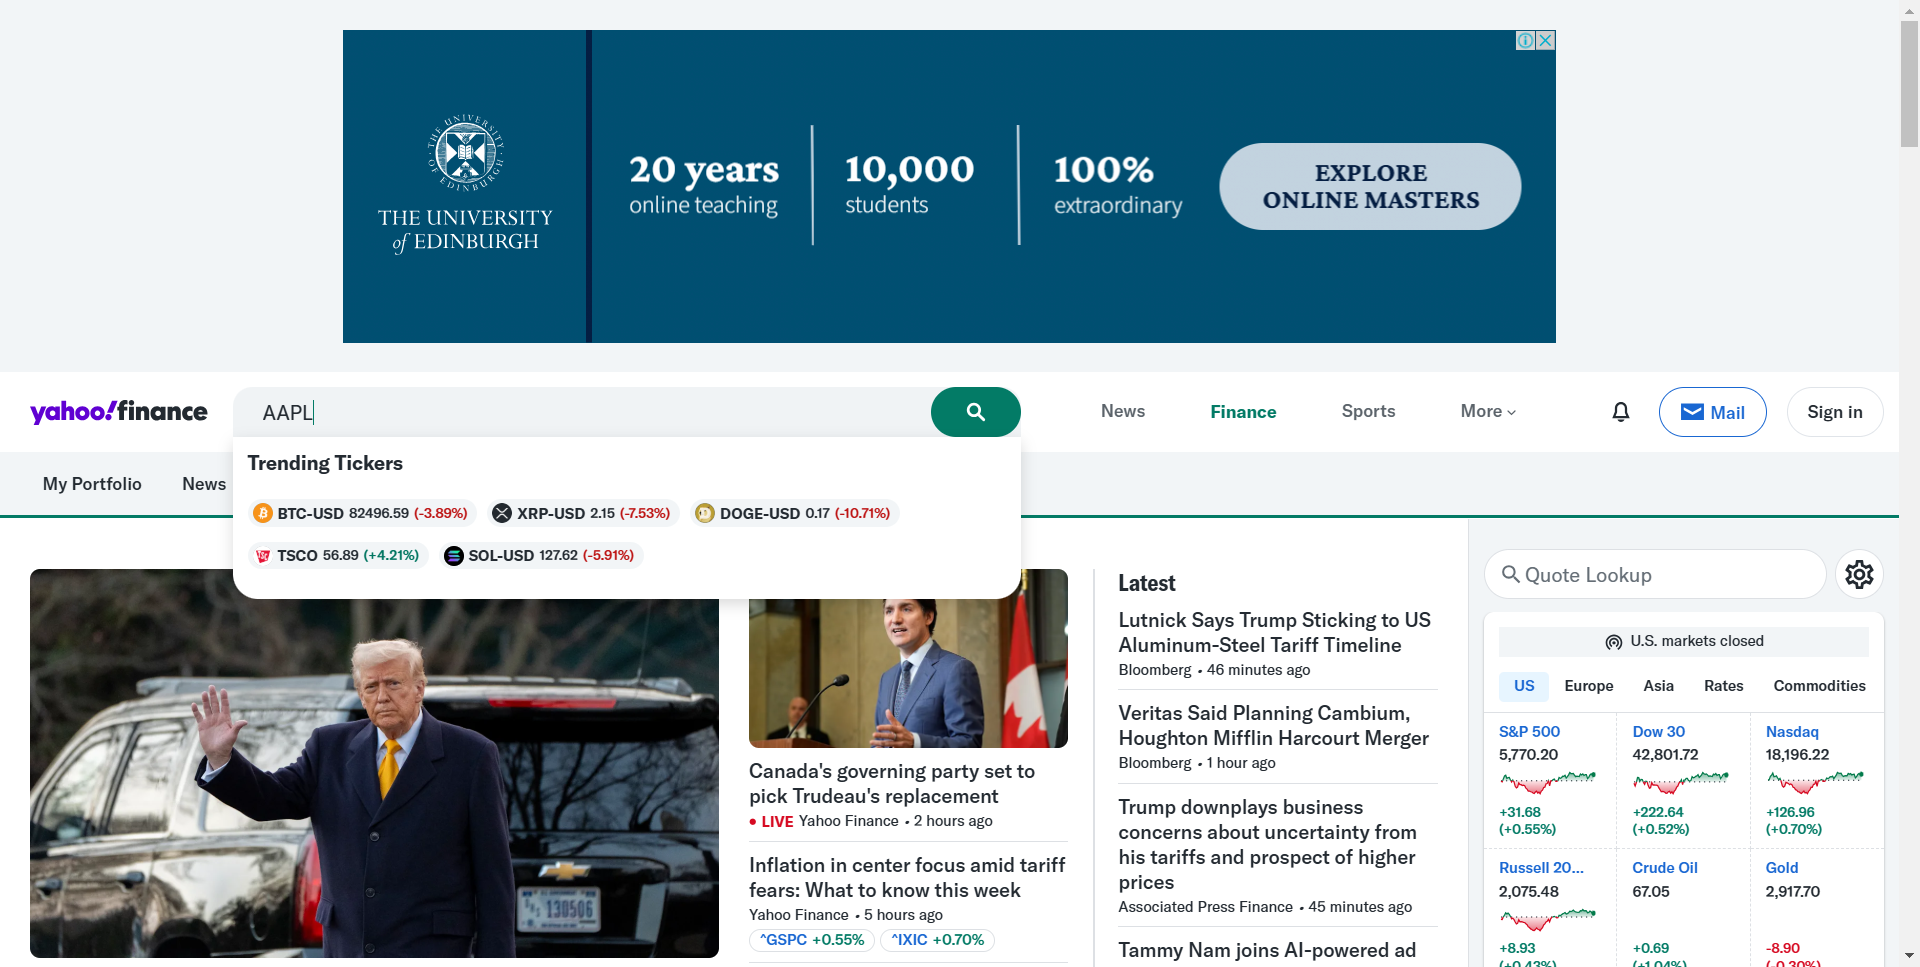 THE UNIVERSITY
of EDINBURGH
20 years
online teaching
10,000
students
100%
extraordinary
EXPLORE
ONLINE MASTERS
yahoo!finance
AAPL
News
Finance
Sports
More
Mail
Sign in
My Portfolio
News
Trending Tickers
BTC-USD 82496.59 (-3.89%)
XRP-USD 2.15 (-7.53%)
DOGE-USD 0.17 (-10.71%)
TSCO 56.89 (+4.21%)
SOL-USD 127.62 (-5.91%)
130506
Canada's governing party set to
pick Trudeau's replacement
• LIVE Yahoo Finance • 2 hours ago
Inflation in center focus amid tariff
fears: What to know this week
Yahoo Finance • 5 hours ago
^GSPC +0.55%
^IXIC +0.70%
Latest
Lutnick Says Trump Sticking to US
Aluminum-Steel Tariff Timeline
Bloomberg • 46 minutes ago
Veritas Said Planning Cambium,
Houghton Mifflin Harcourt Merger
Bloomberg • 1 hour ago
Trump downplays business
concerns about uncertainty from
his tariffs and prospect of higher
prices
Associated Press Finance • 45 minutes ago
Tammy Nam joins AI-powered ad
Quote Lookup
U.S. markets closed
US
Europe
Asia
Rates
Commodities
S&P 500
5,770.20
+31.68
(+0.55%)
Dow 30
42,801.72
+222.64
(+0.52%)
Nasdaq
18,196.22
+126.96
(+0.70%)
Russell 20...
2,075.48
+8.93
(+0.43%)
Crude Oil
67.05
+0.69
(+1.04%)
Gold
2,917.70
-8.90
(-0.30%)